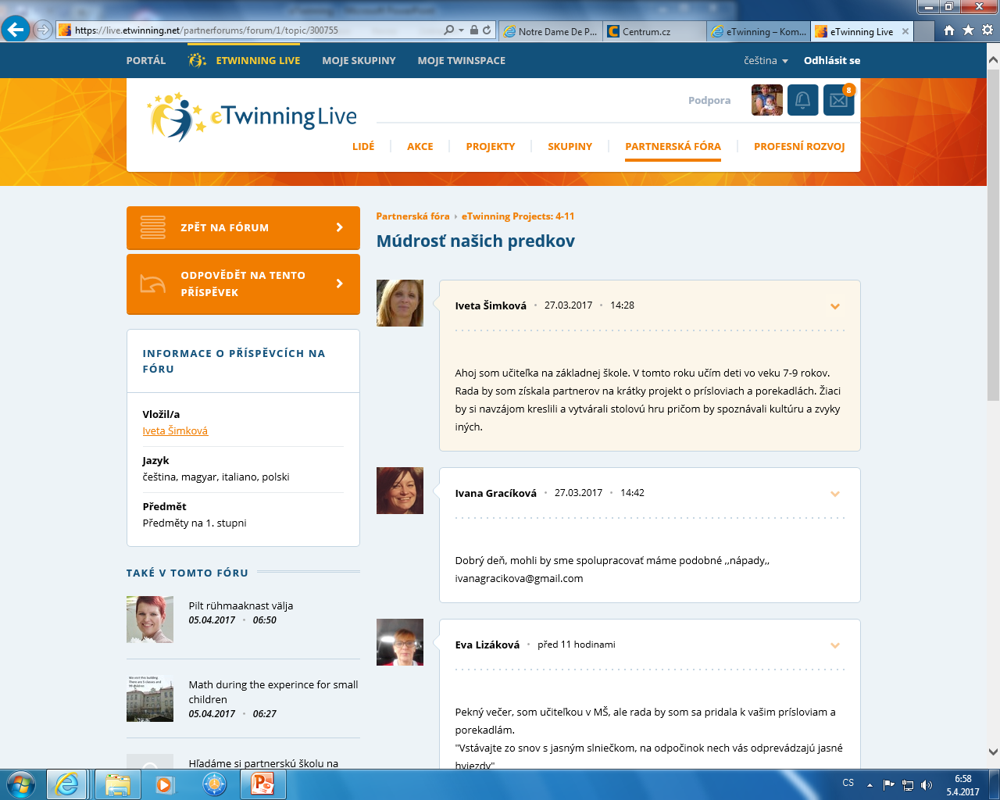 https://live.etwinning.net/partnerforums/forum/1/topic/300755
Notre Dame De P...
Centrum.cz
eTwinning – Kom...
eTwinning Live
PORTÁL
ETWINNING LIVE
MOJE SKUPINY
MOJE TWINSPACE
čeština
Odhlásit se
eTwinning Live
Podpora
8
LIDÉ
AKCE
PROJEKTY
SKUPINY
PARTNERSKÁ FÓRA
PROFESNÍ ROZVOJ
ZPĚT NA FÓRUM
ODPOVĚDĚT NA TENTO
PŘÍSPĚVEK
INFORMACE O PŘÍSPĚVCÍCH NA
FÓRU
Vložil/a
Iveta Šimková
Jazyk
čeština, magyar, italiano, polski
Předmět
Předměty na 1. stupni
TAKÉ V TOMTO FÓRU
Pilt rühmaaknast välja
05.04.2017 • 06:50
Math during the experince for small
children
05.04.2017 • 06:27
Hľadáme si partnerskú školu na
Partnerská fóra
eTwinning Projects: 4-11
Múdrosť našich predkov
Iveta Šimková • 27.03.2017 • 14:28
Ahoj som učiteľka na základnej škole. V tomto roku učím deti vo veku 7-9 rokov.
Rada by som získala partnerov na krátky projekt o prísloviach a porekadlách. Žiaci
by si navzájom kreslili a vytvárali stolovú hru pričom by spoznávali kultúru a zvyky
iných.
Ivana Gracíková • 27.03.2017 • 14:42
Dobrý deň, mohli by sme spolupracovať máme podobné ,,nápady,,
ivanagracikova@gmail.com
Eva Lizáková • před 11 hodinami
Pekný večer, som učiteľkou v MŠ, ale rada by som sa pridala k vašim prísloviam a
porekadlám.
"Vstávajte zo snov s jasným slniečkom, na odpočinok nech vás odprevádzajú jasné
hviezdy"
CS
6:58
5.4.2017